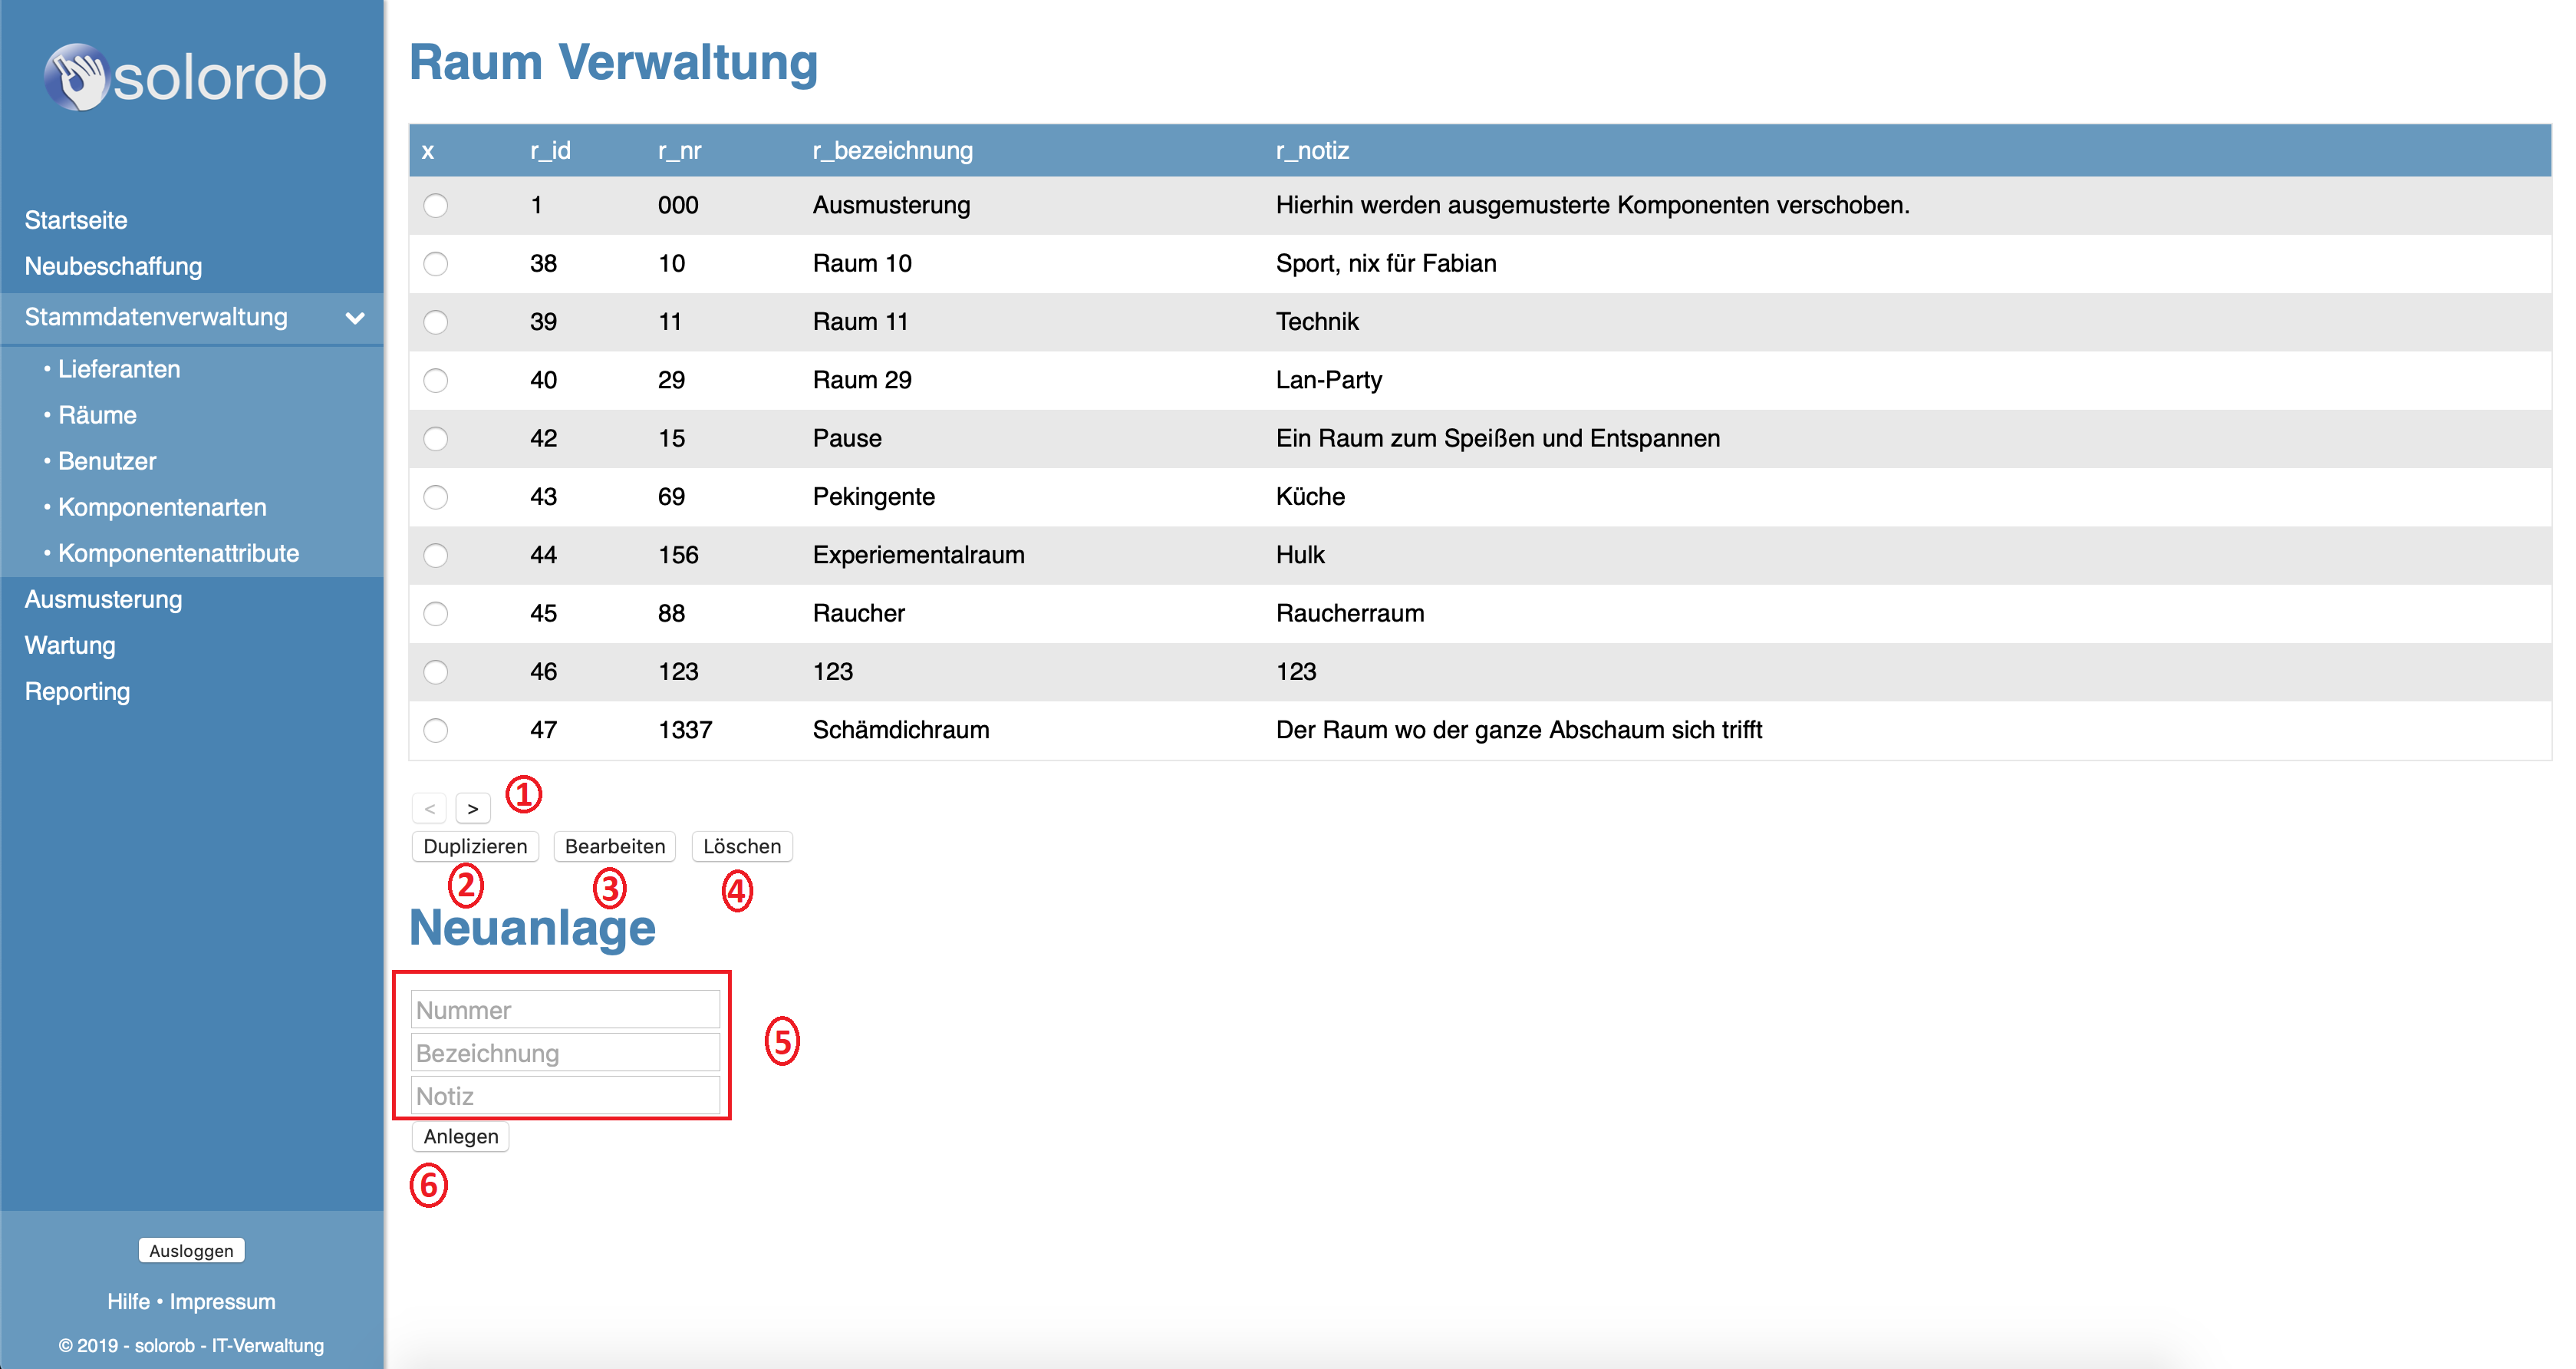 solorob
Startseite
Neubeschaffung
Stammdatenverwaltung
• Lieferanten
• Räume
• Benutzer
• Komponentenarten
• Komponentenattribute
Ausmusterung
Wartung
Reporting
Ausloggen
Hilfe • Impressum
© 2019 - solorob - IT-Verwaltung
Raum Verwaltung
x r_id r_nr r_bezeichnung r_notiz
1 000 Ausmusterung Hierhin werden ausgemusterte Komponenten verschoben.
38 10 Raum 10 Sport, nix für Fabian
39 11 Raum 11 Technik
40 29 Raum 29 Lan-Party
42 15 Pause Ein Raum zum Speißen und Entspannen
43 69 Pekingente Küche
44 156 Experiementalraum Hulk
45 88 Raucher Raucherraum
46 123 123 123
47 1337 Schämdichraum Der Raum wo der ganze Abschaum sich trifft
< > 1
Duplizieren Bearbeiten Löschen
2 3 4
Neuanlage
Nummer
Bezeichnung 5
Notiz
Anlegen
6